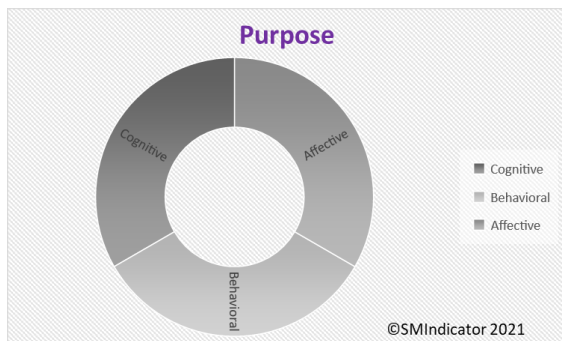 Purpose
Cognitive
Affective
Behavioral
Cognitive
Behavioral
Affective
©SMIndicator 2021